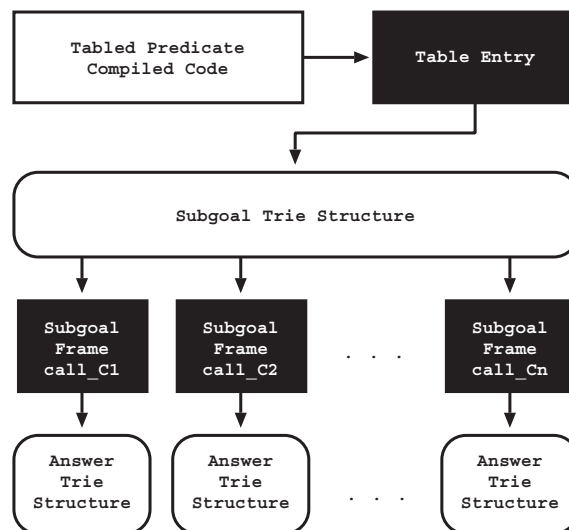 Tabled Predicate
Compiled Code
Table Entry
Subgoal Trie Structure
Subgoal
Frame
call_C1
Subgoal
Frame
call_C2
. . .
Subgoal
Frame
call_Cn
Answer
Trie
Structure
Answer
Trie
Structure
. . .
Answer
Trie
Structure